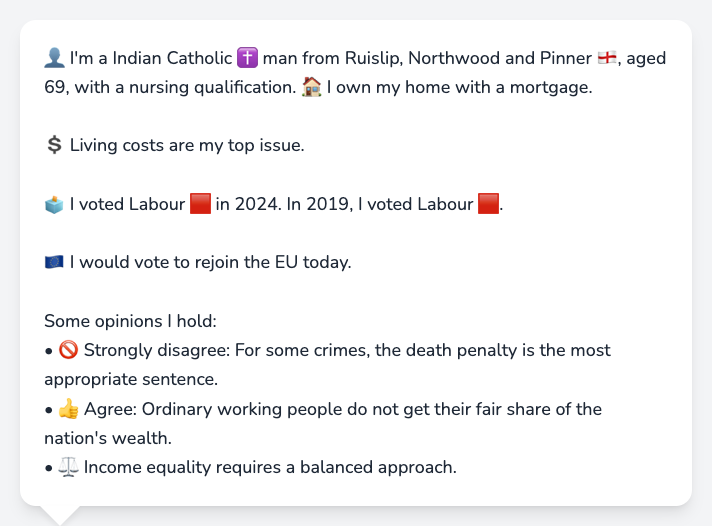 👤 I'm a Indian Catholic ✝️ man from Ruislip, Northwood and Pinner 🏴󠁧󠁢󠁥󠁮󠁧󠁿, aged
69, with a nursing qualification. 🏠 I own my home with a mortgage.
💲 Living costs are my top issue.
🗳️ I voted Labour 🟥 in 2024. In 2019, I voted Labour 🟥.
🇪🇺 I would vote to rejoin the EU today.
Some opinions I hold:
• 🚫 Strongly disagree: For some crimes, the death penalty is the most
appropriate sentence.
• 👍 Agree: Ordinary working people do not get their fair share of the
nation's wealth.
• ⚖️ Income equality requires a balanced approach.